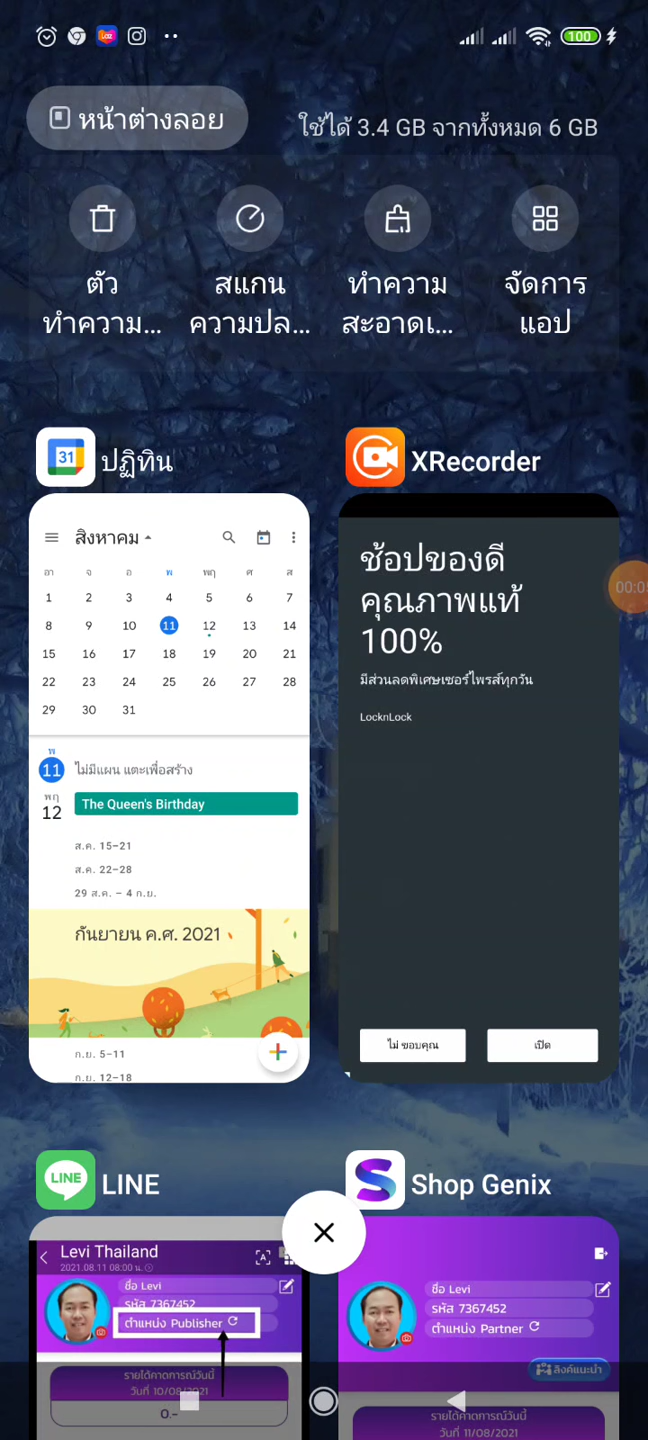 100
หน้าต่างลอย
ใช้ได้ 3.4 GB จากทั้งหมด 6 GB
ตัว
ทำความ...
สแกน
ความปล...
ทำความ
สะอาดเ...
จัดการ
แอป
31 ปฏิทิน
XRecorder
สิงหาคม
อา จ อ พ พฤ ศ ส
1 2 3 4 5 6 7
8 9 10 11 12 13 14
15 16 17 18 19 20 21
22 23 24 25 26 27 28
29 30 31
พ
11 ไม่มีแผน แตะเพื่อสร้าง
พฤ
12 The Queen's Birthday
ส.ค. 15–21
ส.ค. 22–28
29 ส.ค. – 4 ก.ย.
กันยายน ค.ศ. 2021
ก.ย. 5–11
ก.ย. 12–18
ช้อปของดี
คุณภาพแท้
100%
มีส่วนลดพิเศษเซอร์ไพรส์ทุกวัน
LocknLock
ไม่ ขอบคุณ
เปิด
LINE LINE
Shop Genix
Levi Thailand
2021.08.11 08:00 น.
ชื่อ Levi
รหัส 7367452
ตำแหน่ง Publisher
รายได้คาดการณ์วันนี้
วันที่ 10/08/2021
0.-
ชื่อ Levi
รหัส 7367452
ตำแหน่ง Partner
ลิงค์แนะนำ
รายได้คาดการณ์วันนี้
วันที่ 11/08/2021